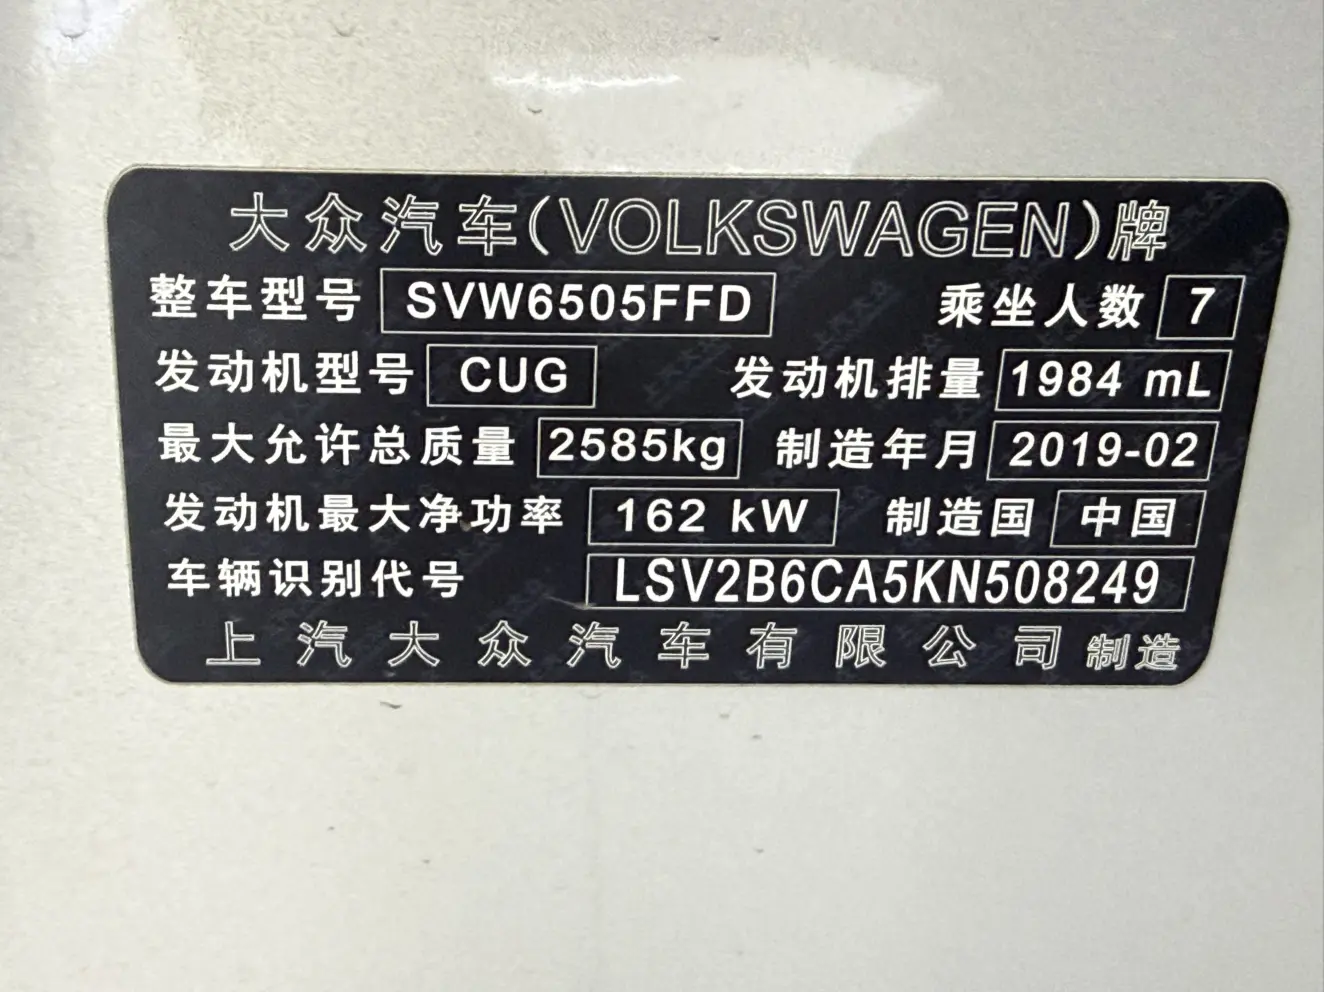 大众汽车(VOLKSWAGEN)牌
整车型号 SVW6505FFD 乘坐人数 7
发动机型号 CUG 发动机排量 1984 mL
最大允许总质量 2585kg 制造年月 2019-02
发动机最大净功率 162 kW 制造国 中国
车辆识别代号 LSV2B6CA5KN508249
上汽大众汽车有限公司 制造